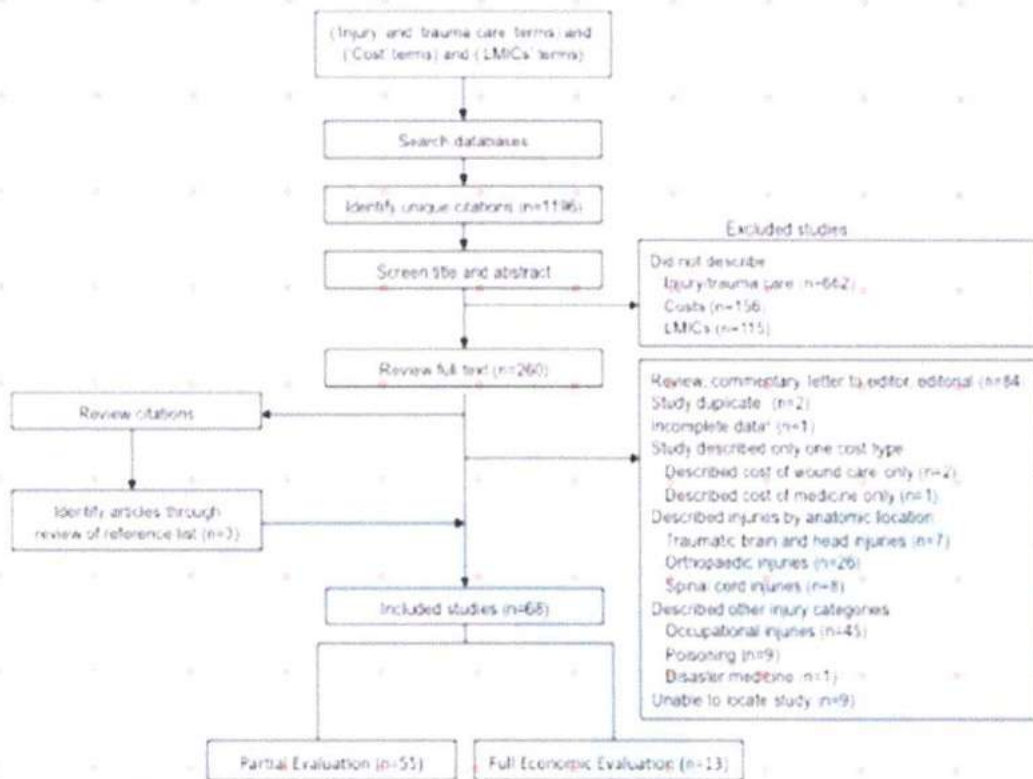 (Injury and trauma care terms) and
('Cost' terms) and ('LMICs' terms)
Search databases
Identify unique citations (n=1196)
Screen title and abstract
Excluded studies
Did not describe
Injury/trauma care (n=662)
Costs (n=156)
LMICs (n=115)
Review full text (n=260)
Review citations
Identify articles through
review of reference list (n=3)
Review, commentary, letter to editor, editorial (n=84)
Study duplicate (n=2)
Incomplete data* (n=1)
Study described only one cost type
Described cost of wound care only (n=2)
Described cost of medicine only (n=1)
Described injuries by anatomic location
Traumatic brain and head injuries (n=7)
Orthopaedic injuries (n=26)
Spinal cord injuries (n=8)
Described other injury categories
Occupational injuries (n=45)
Poisoning (n=9)
Disaster medicine (n=1)
Unable to locate study (n=9)
Included studies (n=68)
Partial Evaluation (n=55)
Full Economic Evaluation (n=13)